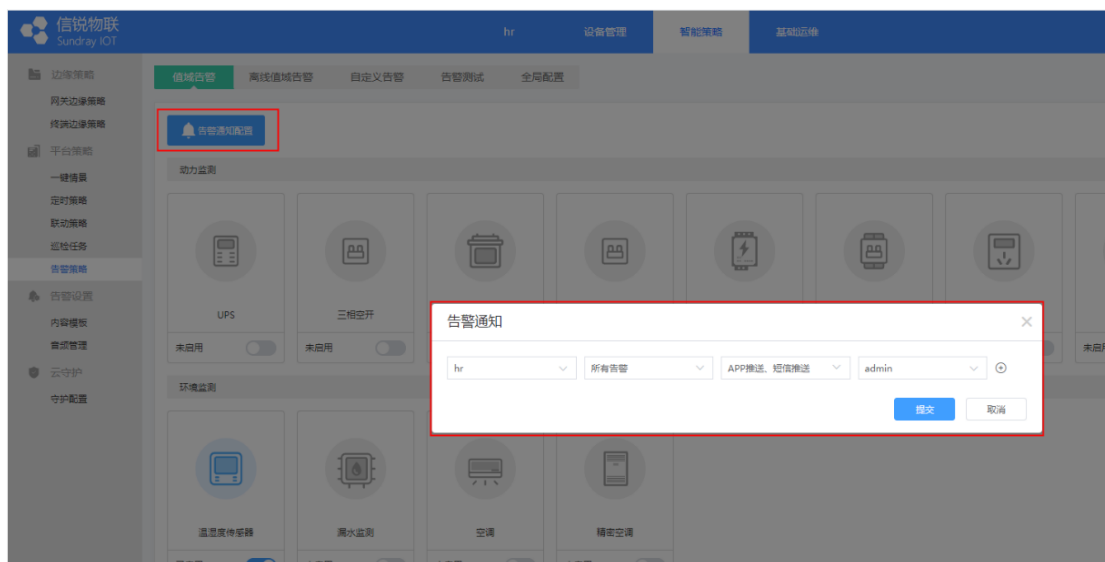 信锐物联
Sundray IOT
hr 设备管理 智能策略 基础运维
边缘策略
网关边缘策略
终端边缘策略
平台策略
一键情景
定时策略
联动策略
巡检任务
告警策略
告警设置
内容模板
音频管理
云守护
守护配置
值域告警 离线值域告警 自定义告警 告警测试 全局配置
告警通知配置
动力监测
UPS 三相空开
未启用 未启用 未启用
告警通知
hr 所有告警 APP推送、短信推送 admin
提交 取消
环境监测
温湿度传感器 漏水监测 空调 精密空调